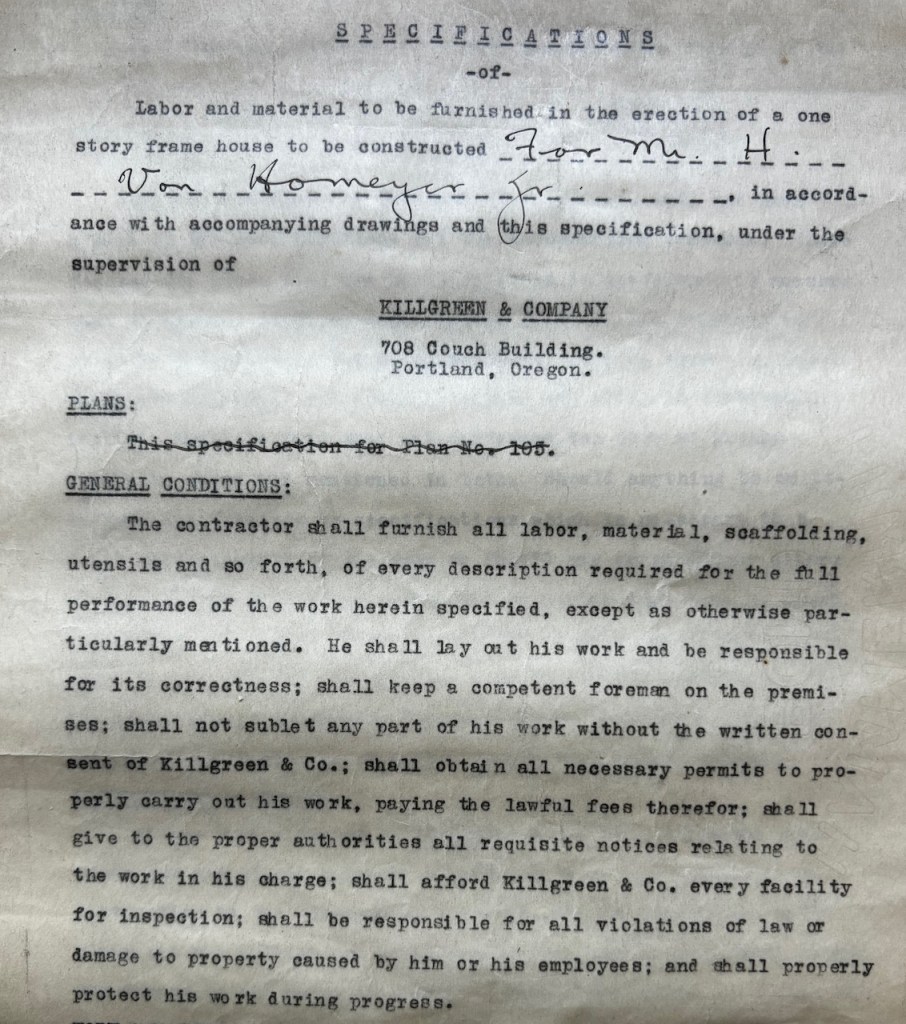 SPECIFICATIONS
-of-
Labor and material to be furnished in the erection of a one
story frame house to be constructed For Mr. H.
Von Homeyer Jr., in accord-
ance with accompanying drawings and this specification, under the
supervision of
KILLGREEN & COMPANY
708 Couch Building.
Portland, Oregon.
PLANS:
This specification for Plan No. 105.
GENERAL CONDITIONS:
The contractor shall furnish all labor, material, scaffolding,
utensils and so forth, of every description required for the full
performance of the work herein specified, except as otherwise par-
ticularly mentioned. He shall lay out his work and be responsible
for its correctness; shall keep a competent foreman on the premi-
ses; shall not sublet any part of his work without the written con-
sent of Killgreen & Co.; shall obtain all necessary permits to pro-
perly carry out his work, paying the lawful fees therefor; shall
give to the proper authorities all requisite notices relating to
the work in his charge; shall afford Killgreen & Co. every facility
for inspection; shall be responsible for all violations of law or
damage to property caused by him or his employees; and shall properly
protect his work during progress.